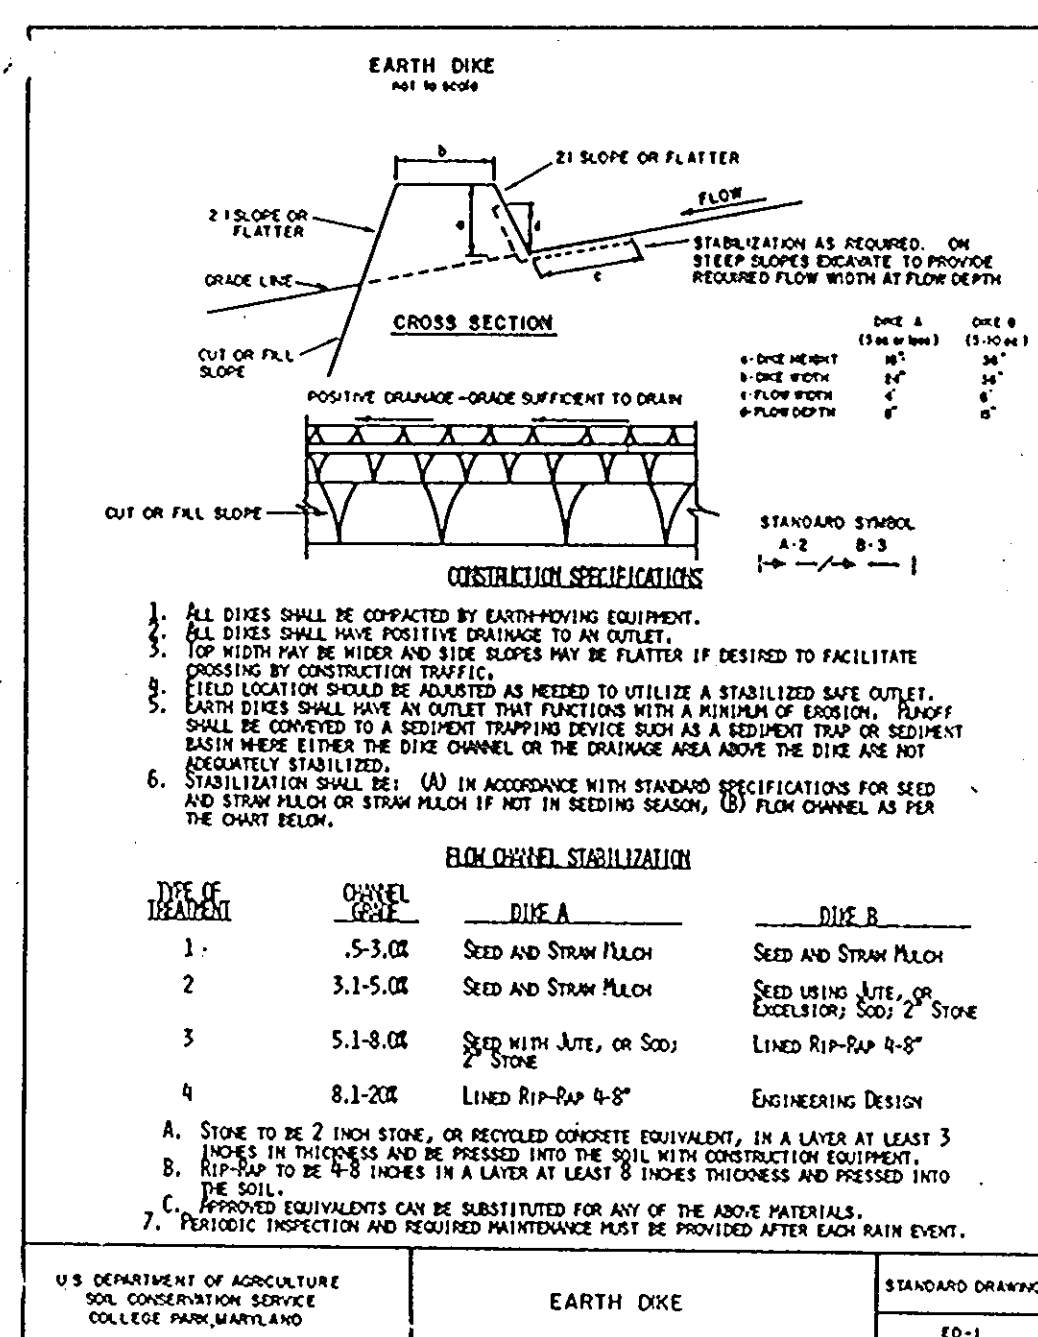 EARTH DIKE
not to scale
b
2:1 SLOPE OR FLATTER
FLOW
2:1 SLOPE OR
FLATTER
a
d
STABILIZATION AS REQUIRED. ON
STEEP SLOPES EXCAVATE TO PROVIDE
REQUIRED FLOW WIDTH AT FLOW DEPTH
GRADE LINE
c
CROSS SECTION
CUT OR FILL
SLOPE
DIKE A DIKE B
(5 ac or less) (5-10 ac)
a-DIKE HEIGHT 18" 36"
b-DIKE WIDTH 24" 36"
c-FLOW WIDTH 4' 6'
d-FLOW DEPTH 8" 15"
POSITIVE DRAINAGE-GRADE SUFFICIENT TO DRAIN
CUT OR FILL SLOPE
STANDARD SYMBOL
A-2 B-3
CONSTRUCTION SPECIFICATIONS
1. ALL DIKES SHALL BE COMPACTED BY EARTH-MOVING EQUIPMENT.
2. ALL DIKES SHALL HAVE POSITIVE DRAINAGE TO AN OUTLET.
3. TOP WIDTH MAY BE WIDER AND SIDE SLOPES MAY BE FLATTER IF DESIRED TO FACILITATE
CROSSING BY CONSTRUCTION TRAFFIC.
4. FIELD LOCATION SHOULD BE ADJUSTED AS NEEDED TO UTILIZE A STABILIZED SAFE OUTLET.
5. EARTH DIKES SHALL HAVE AN OUTLET THAT FUNCTIONS WITH A MINIMUM OF EROSION. RUNOFF
SHALL BE CONVEYED TO A SEDIMENT TRAPPING DEVICE SUCH AS A SEDIMENT TRAP OR SEDIMENT
BASIN WHERE EITHER THE DIKE CHANNEL OR THE DRAINAGE AREA ABOVE THE DIKE ARE NOT
ADEQUATELY STABILIZED.
6. STABILIZATION SHALL BE: (A) IN ACCORDANCE WITH STANDARD SPECIFICATIONS FOR SEED
AND STRAW MULCH OR STRAW MULCH IF NOT IN SEEDING SEASON, (B) FLOW CHANNEL AS PER
THE CHART BELOW.
FLOW CHANNEL STABILIZATION
TYPE OF CHANNEL
TREATMENT GRADE DIKE A DIKE B
1 .5-3.0% SEED AND STRAW MULCH SEED AND STRAW MULCH
2 3.1-5.0% SEED AND STRAW MULCH SEED USING JUTE, OR
EXCELSIOR; SOD; 2" STONE
3 5.1-8.0% SEED WITH JUTE, OR SOD; LINED RIP-RAP 4-8"
2" STONE
4 8.1-20% LINED RIP-RAP 4-8" ENGINEERING DESIGN
A. STONE TO BE 2 INCH STONE, OR RECYCLED CONCRETE EQUIVALENT, IN A LAYER AT LEAST 3
INCHES IN THICKNESS AND BE PRESSED INTO THE SOIL WITH CONSTRUCTION EQUIPMENT.
B. RIP-RAP TO BE 4-8 INCHES IN A LAYER AT LEAST 8 INCHES THICKNESS AND PRESSED INTO
THE SOIL.
C. APPROVED EQUIVALENTS CAN BE SUBSTITUTED FOR ANY OF THE ABOVE MATERIALS.
7. PERIODIC INSPECTION AND REQUIRED MAINTENANCE MUST BE PROVIDED AFTER EACH RAIN EVENT.
U.S. DEPARTMENT OF AGRICULTURE
SOIL CONSERVATION SERVICE
COLLEGE PARK, MARYLAND
EARTH DIKE
STANDARD DRAWING
ED-1